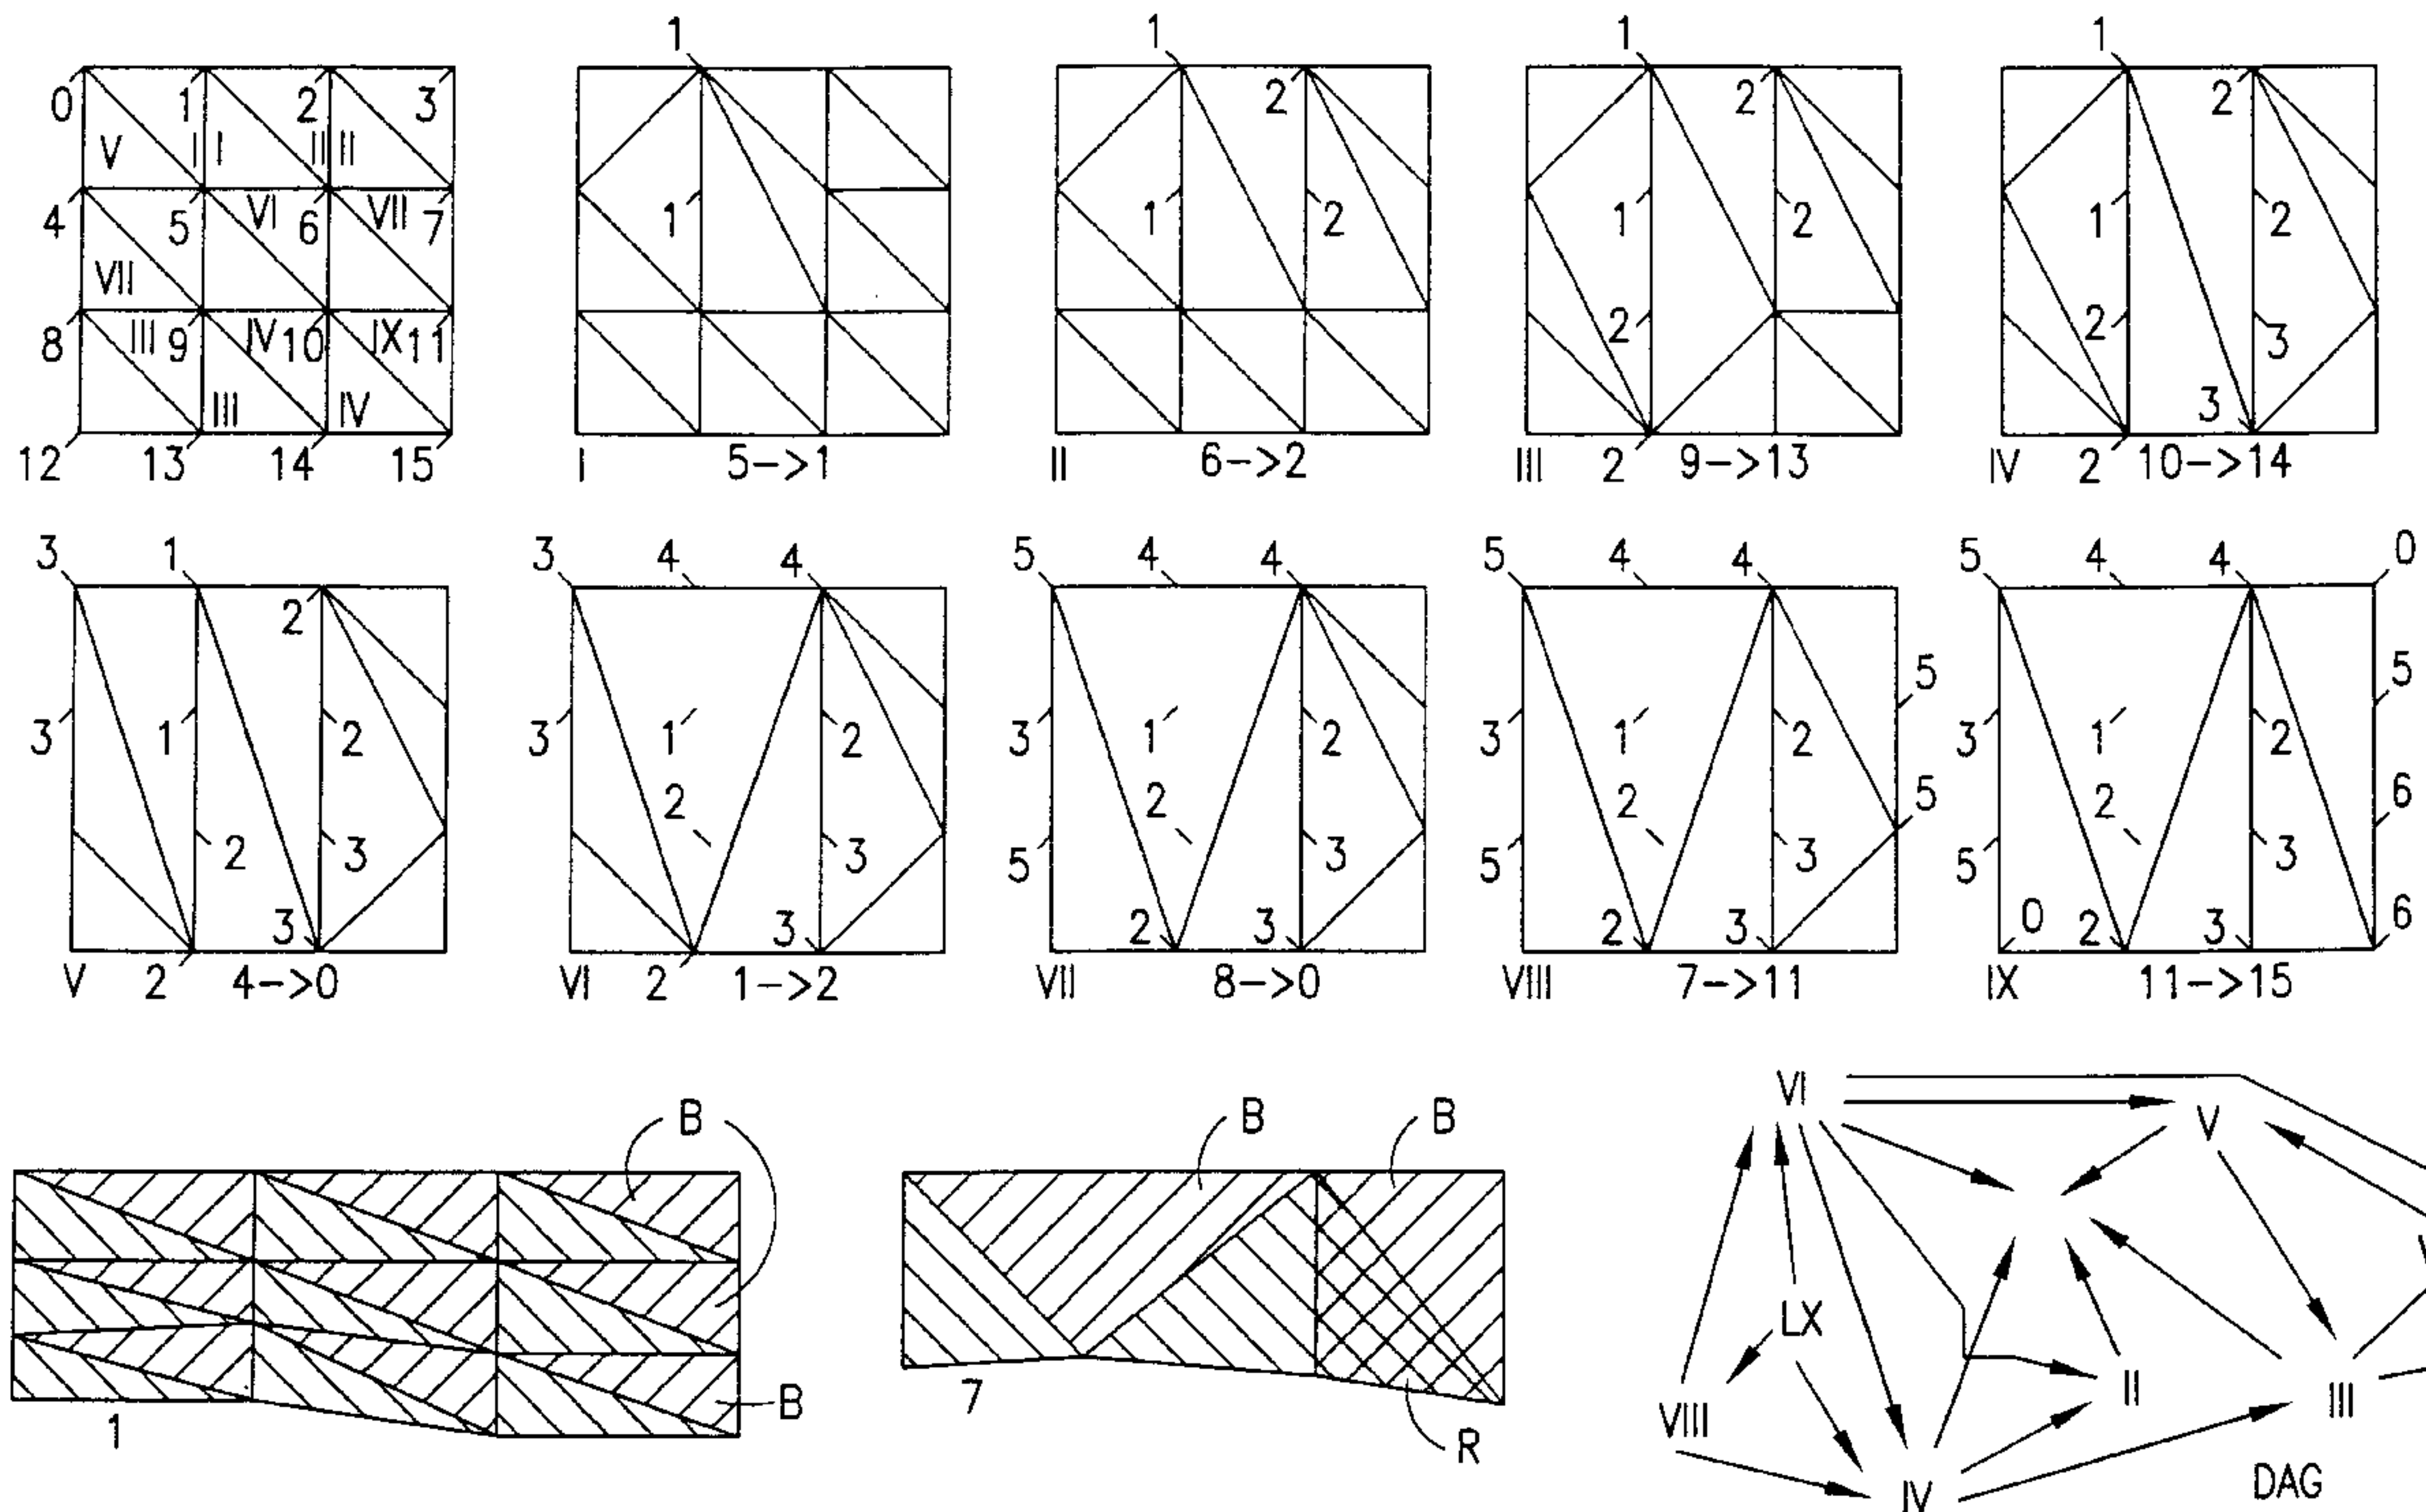 1 1 1 1
0 1 2 3
V I I II II
2 2 2
4 5 VI 6 VII 7
1 1 2 1 2 1 2
VII
8 III 9 IV 10 IX 11
2 2 3
III IV
3
12 13 14 15
I 5->1
II 6->2
III 2 9->13
IV 2 10->14
3 1 3 4 4 5 4 4 5 4 4 5 4 4 0
2
3 1 2 3 1 2 3 1 2 3 1 2 5 3 1 2 5
2 3 2 3 5 2 3 5 2 3 5 5 2 3 6
3 3 2 3 2 3 0 2 3 6
V 2 4->0
VI 2 1->2
VII 8->0
VIII 7->11
IX 11->15
B
B
1
B B
7
R
VI
V
LX
VIII
II
III
IV
DAG